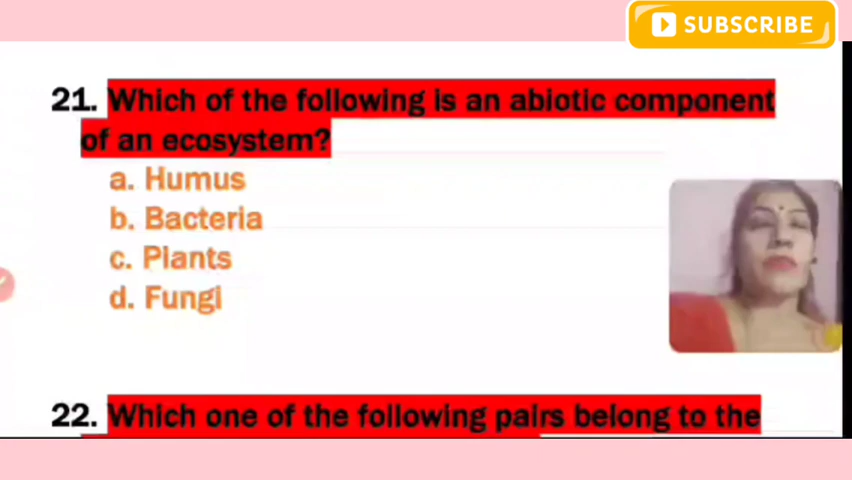 SUBSCRIBE
21. Which of the following is an abiotic component
of an ecosystem?
a. Humus
b. Bacteria
c. Plants
d. Fungi
22. Which one of the following pairs belong to the